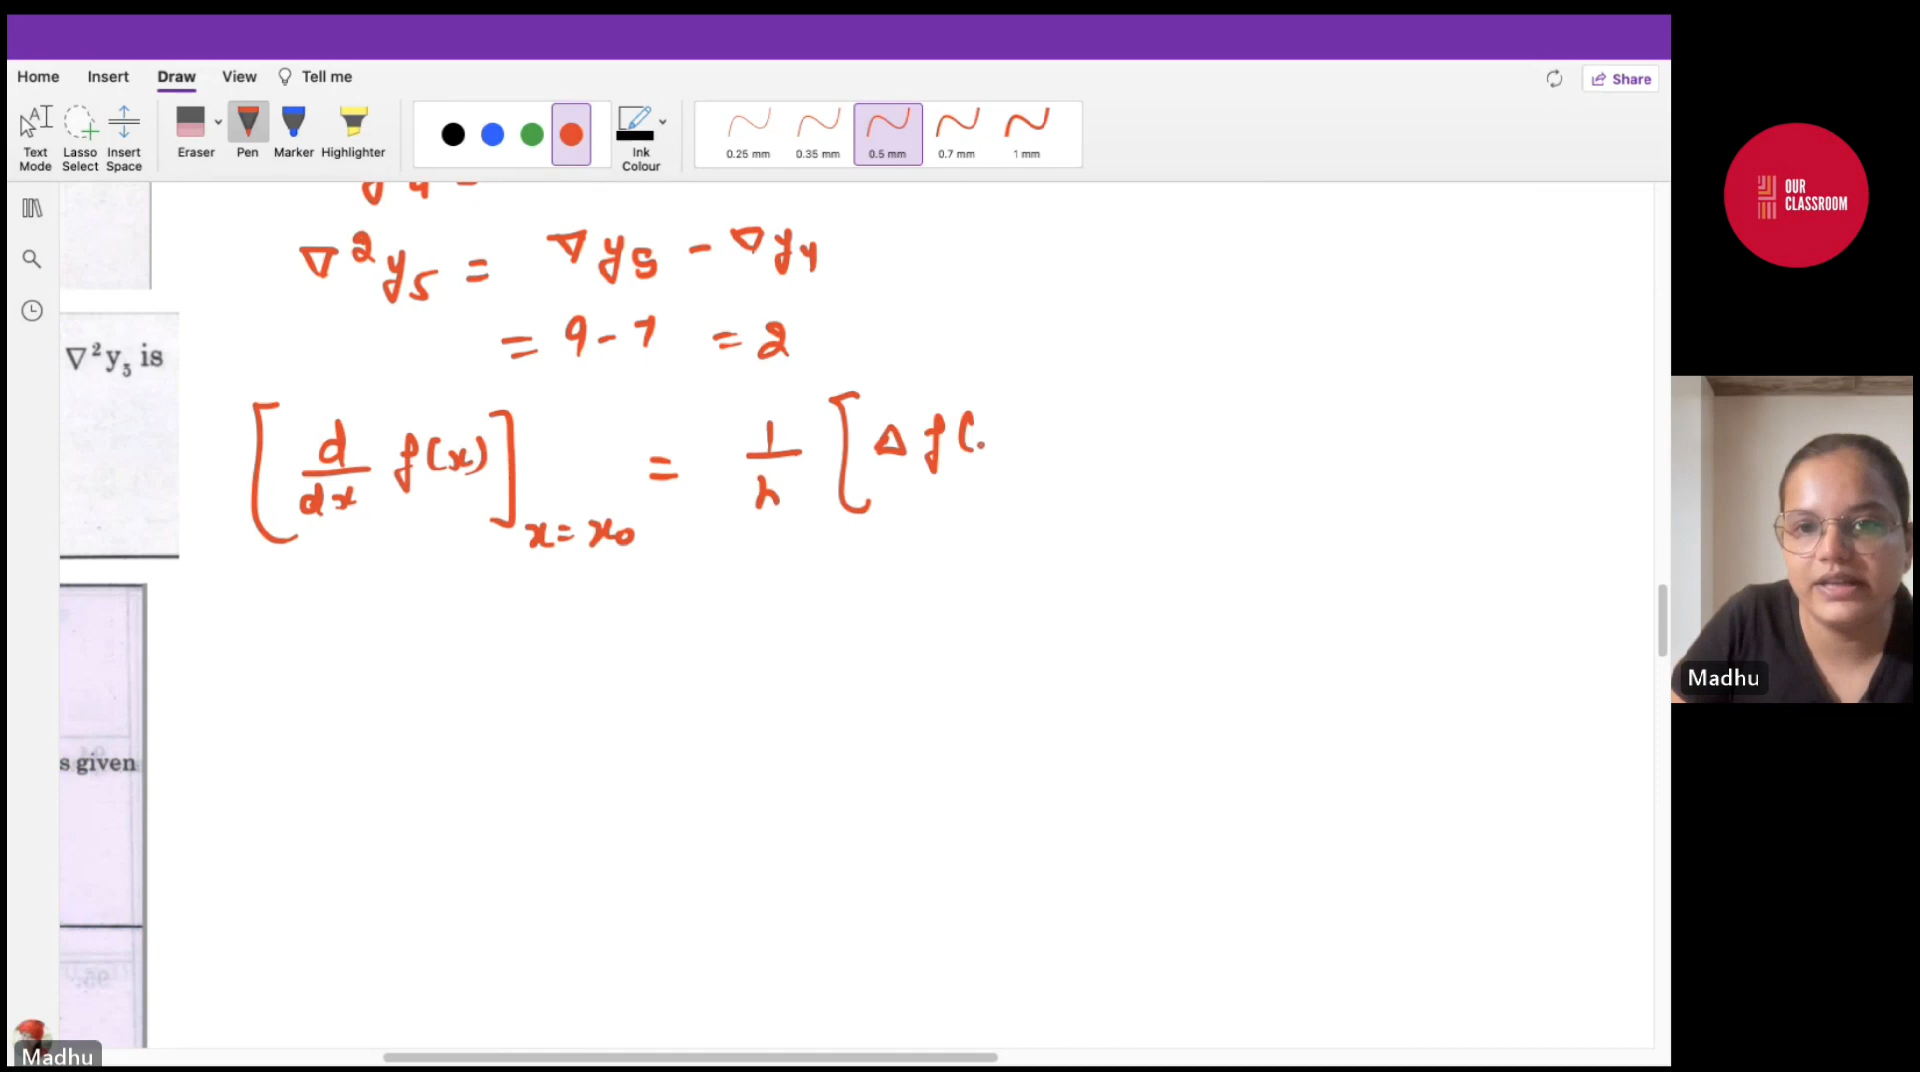 Home Insert Draw View Tell me
Share
Text Mode
Lasso Select
Insert Space
Eraser
Pen
Marker
Highlighter
Ink Colour
0.25 mm
0.35 mm
0.5 mm
0.7 mm
1 mm
OUR CLASSROOM
∇²y₅ = ∇y₅ - ∇y₄
= 9 - 7 = 2
∇²y₅ is
[d/dx f(x)]ₓ₌ₓ₀ = 1/h [Δ f(
s given
Madhu
Madhu